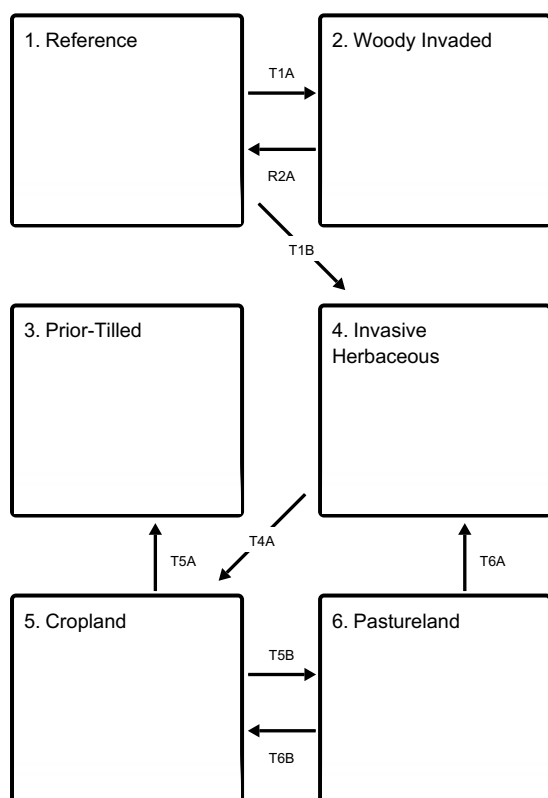 1. Reference
2. Woody Invaded
T1A
R2A
T1B
3. Prior-Tilled
4. Invasive
Herbaceous
T4A
T5A
T6A
5. Cropland
6. Pastureland
T5B
T6B